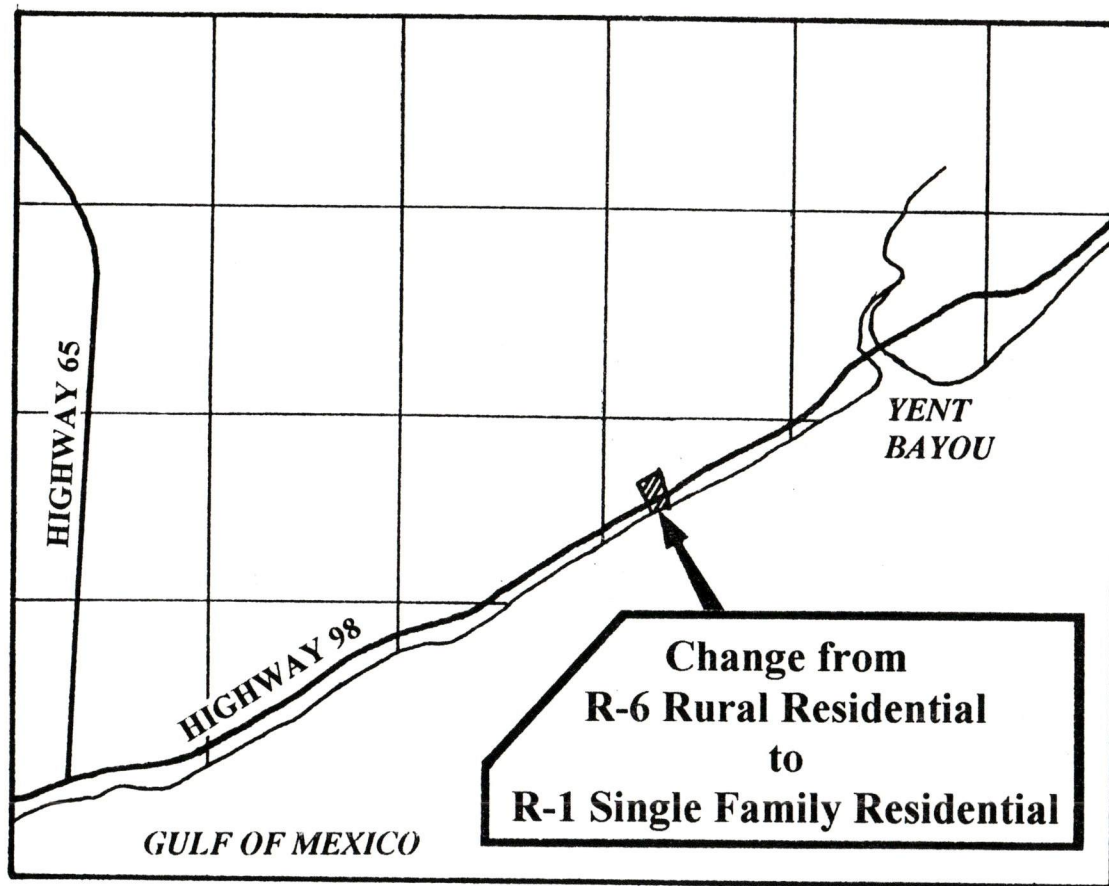 HIGHWAY 65
YENT
BAYOU
HIGHWAY 98
Change from
R-6 Rural Residential
to
R-1 Single Family Residential
GULF OF MEXICO